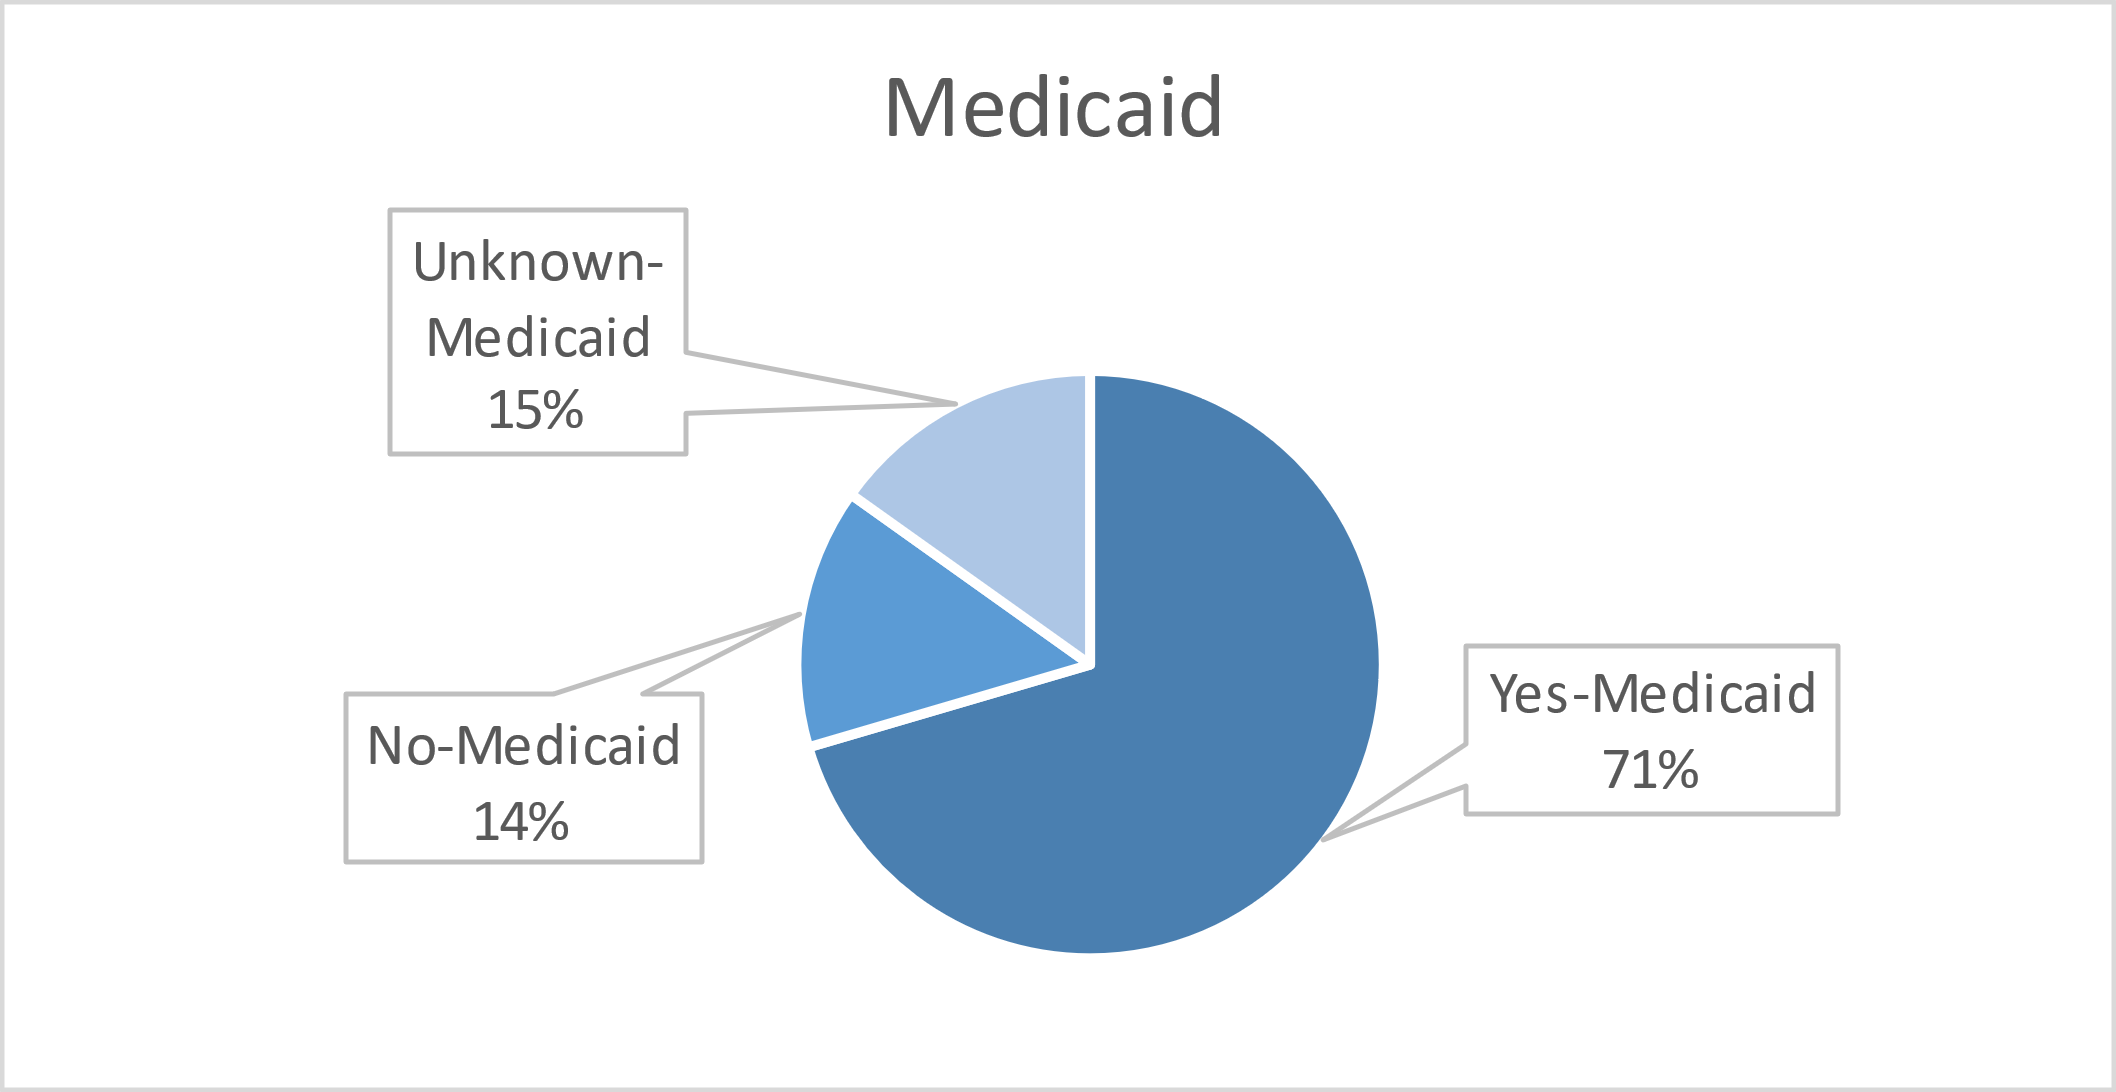 Medicaid
Unknown-
Medicaid
15%
No-Medicaid
14%
Yes-Medicaid
71%